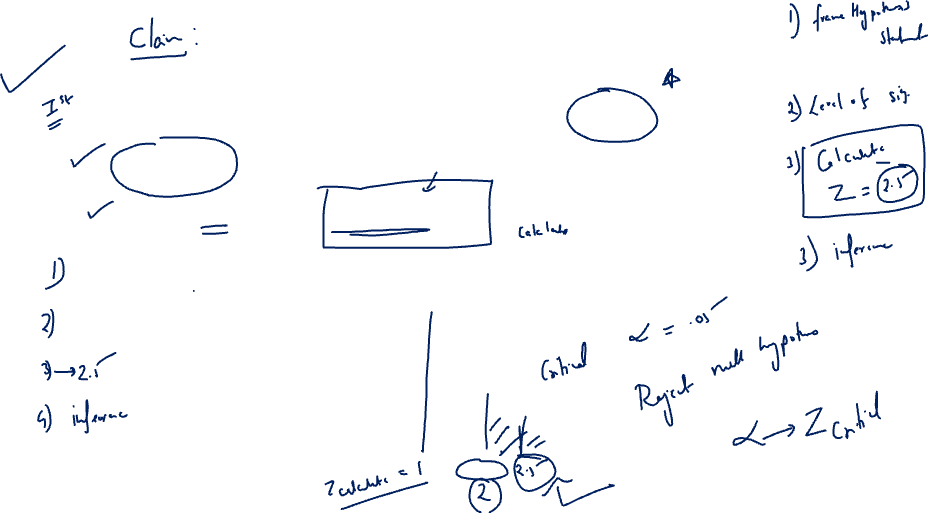 Claim :
1) frame Hypothesis
Statement
Ist
2) Level of sig.
3) Calculate
Z = 2.5
Calculate
3) inference
1)
2)
3) → 2.5
4) inference
Critical α = .05
Reject null hypothesis
α → Z critical
Z calculate = 1
2
2.5